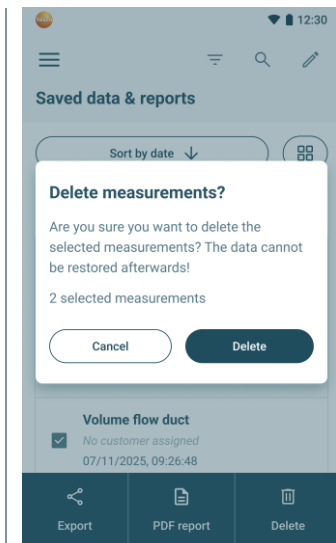 12:30
Saved data & reports
Sort by date
Delete measurements?
Are you sure you want to delete the
selected measurements? The data cannot
be restored afterwards!
2 selected measurements
Cancel Delete
Volume flow duct
No customer assigned
07/11/2025, 09:26:48
Export PDF report Delete